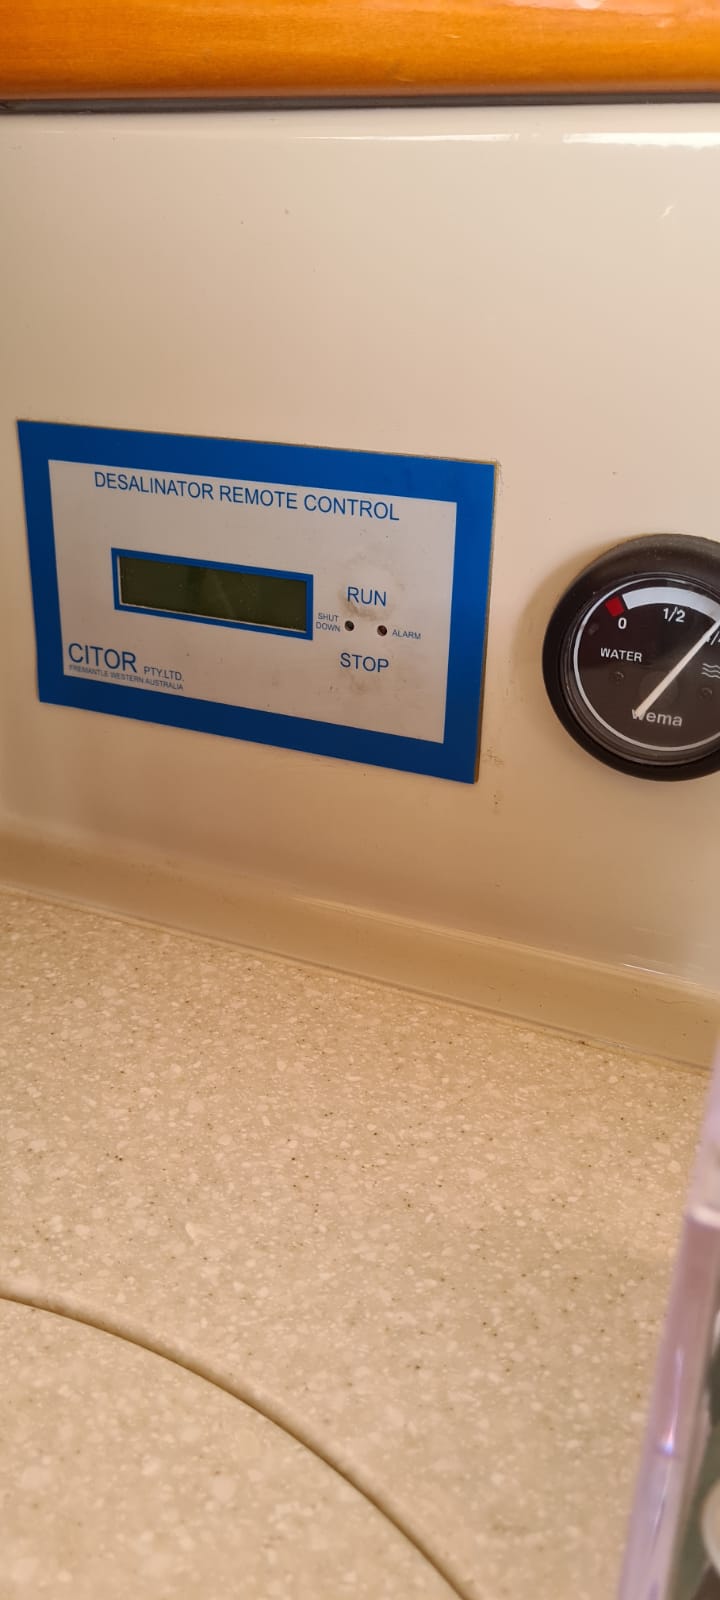 DESALINATOR REMOTE CONTROL
RUN
SHUT
DOWN
ALARM
STOP
CITOR PTY.LTD.
FREMANTLE WESTERN AUSTRALIA
0
1/2
WATER
wema